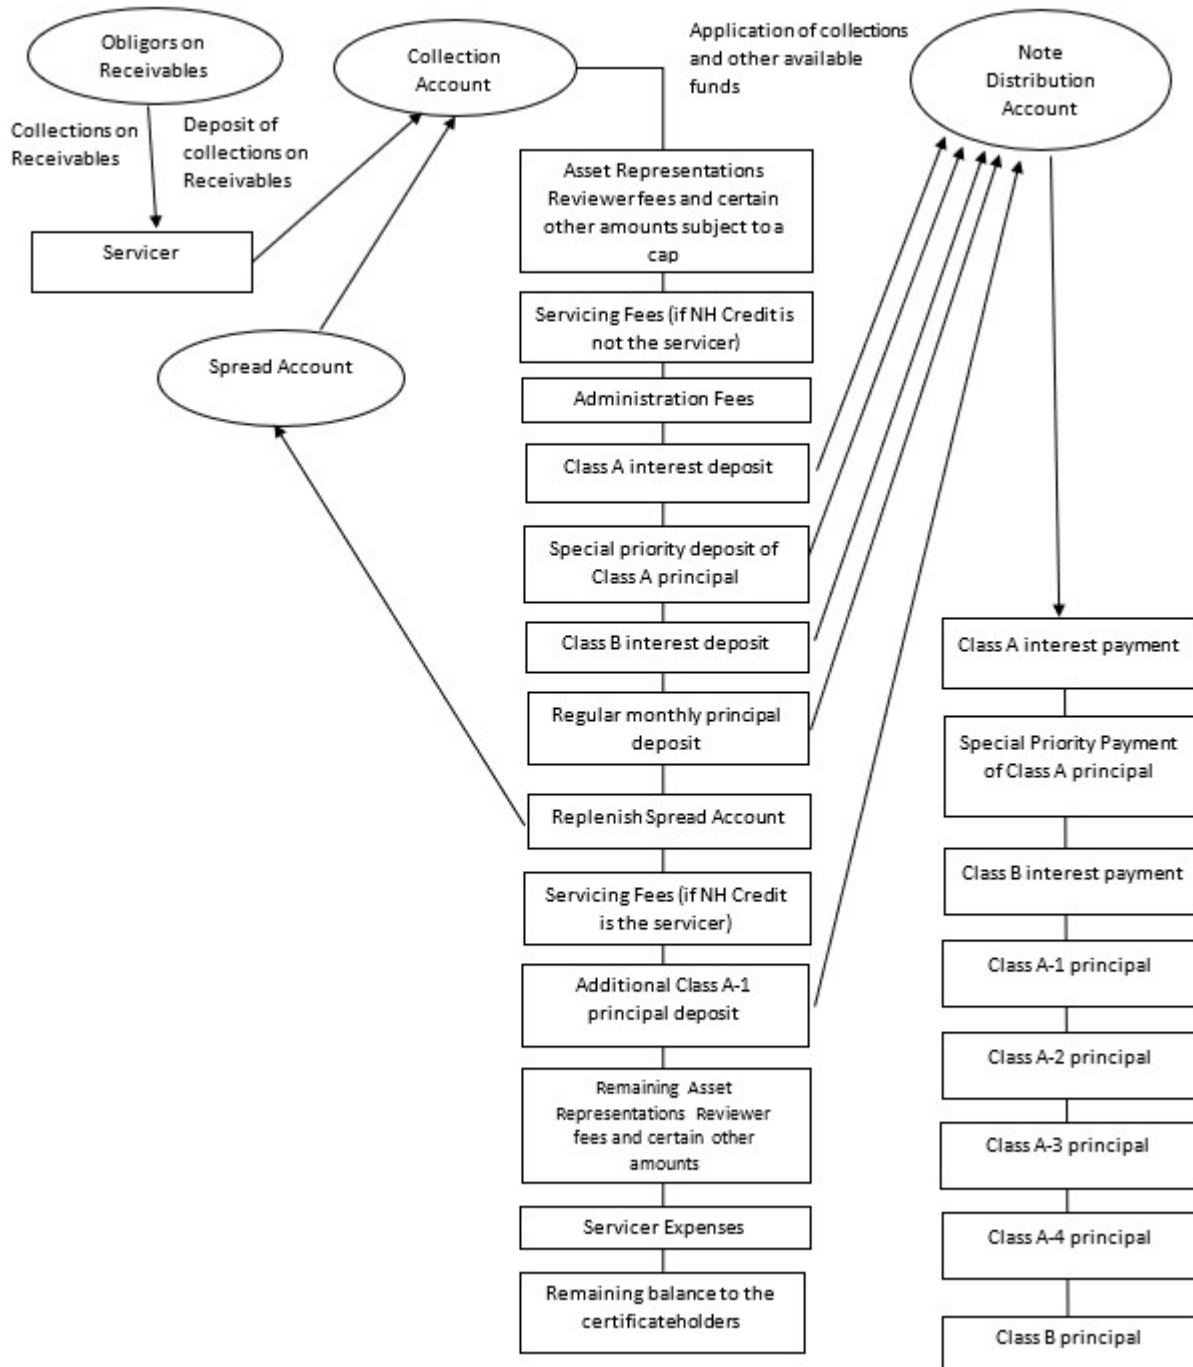 Obligors on
Receivables
Collections on
Receivables
Deposit of
collections on
Receivables
Servicer
Collection
Account
Spread Account
Application of collections
and other available
funds
Asset Representations
Reviewer fees and certain
other amounts subject to a
cap
Servicing Fees (if NH Credit is
not the servicer)
Administration Fees
Class A interest deposit
Special priority deposit of
Class A principal
Class B interest deposit
Regular monthly principal
deposit
Replenish Spread Account
Servicing Fees (if NH Credit
is the servicer)
Additional Class A-1
principal deposit
Remaining Asset
Representations Reviewer
fees and certain other
amounts
Servicer Expenses
Remaining balance to the
certificateholders
Note
Distribution
Account
Class A interest payment
Special Priority Payment
of Class A principal
Class B interest payment
Class A-1 principal
Class A-2 principal
Class A-3 principal
Class A-4 principal
Class B principal